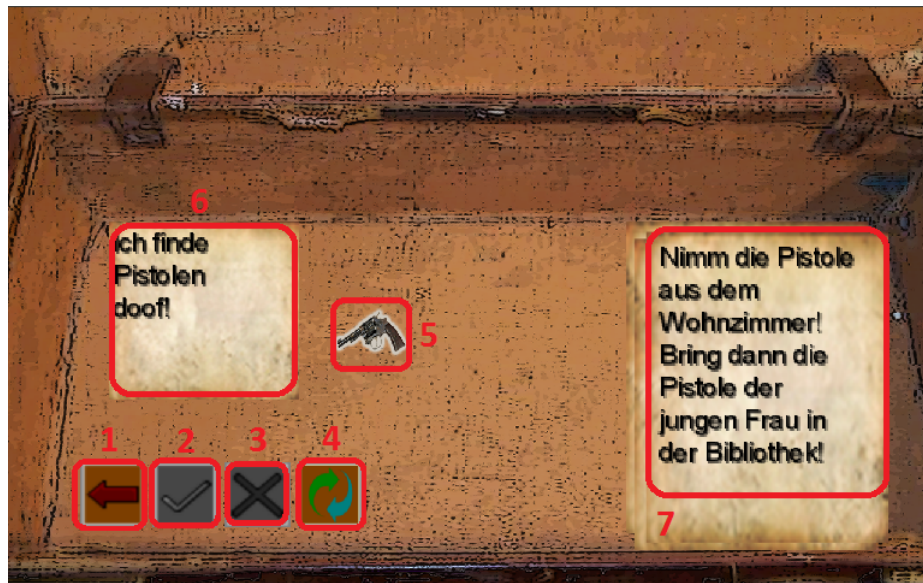 6
Ich finde
Pistolen
doof!
5
Nimm die Pistole
aus dem
Wohnzimmer!
Bring dann die
Pistole der
jungen Frau in
der Bibliothek!
1
2
3
4
7